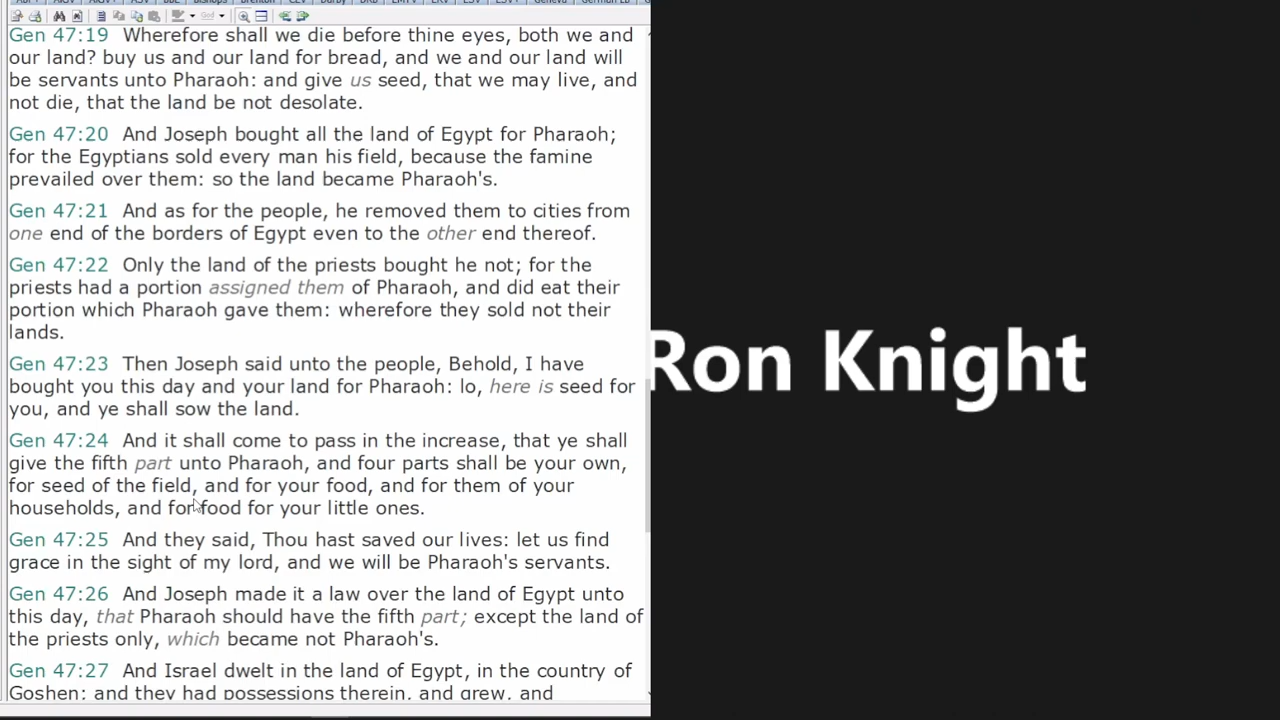 Gen 47:19 Wherefore shall we die before thine eyes, both we and
our land? buy us and our land for bread, and we and our land will
be servants unto Pharaoh: and give us seed, that we may live, and
not die, that the land be not desolate.
Gen 47:20 And Joseph bought all the land of Egypt for Pharaoh;
for the Egyptians sold every man his field, because the famine
prevailed over them: so the land became Pharaoh's.
Gen 47:21 And as for the people, he removed them to cities from
one end of the borders of Egypt even to the other end thereof.
Gen 47:22 Only the land of the priests bought he not; for the
priests had a portion assigned them of Pharaoh, and did eat their
portion which Pharaoh gave them: wherefore they sold not their
lands.
Gen 47:23 Then Joseph said unto the people, Behold, I have
bought you this day and your land for Pharaoh: lo, here is seed for
you, and ye shall sow the land.
Gen 47:24 And it shall come to pass in the increase, that ye shall
give the fifth part unto Pharaoh, and four parts shall be your own,
for seed of the field, and for your food, and for them of your
households, and for food for your little ones.
Gen 47:25 And they said, Thou hast saved our lives: let us find
grace in the sight of my lord, and we will be Pharaoh's servants.
Gen 47:26 And Joseph made it a law over the land of Egypt unto
this day, that Pharaoh should have the fifth part; except the land of
the priests only, which became not Pharaoh's.
Gen 47:27 And Israel dwelt in the land of Egypt, in the country of
Goshen; and they had possessions therein, and grew, and
Ron Knight